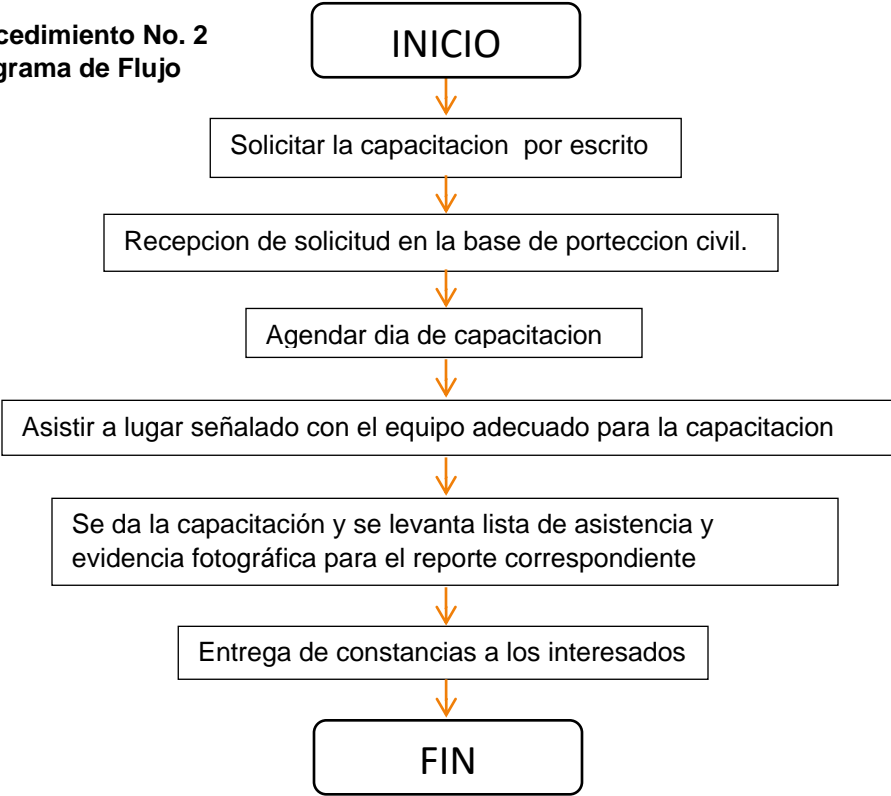 cedimiento No. 2
grama de Flujo
INICIO
Solicitar la capacitacion por escrito
Recepcion de solicitud en la base de porteccion civil.
Agendar dia de capacitacion
Asistir a lugar señalado con el equipo adecuado para la capacitacion
Se da la capacitación y se levanta lista de asistencia y
evidencia fotográfica para el reporte correspondiente
Entrega de constancias a los interesados
FIN